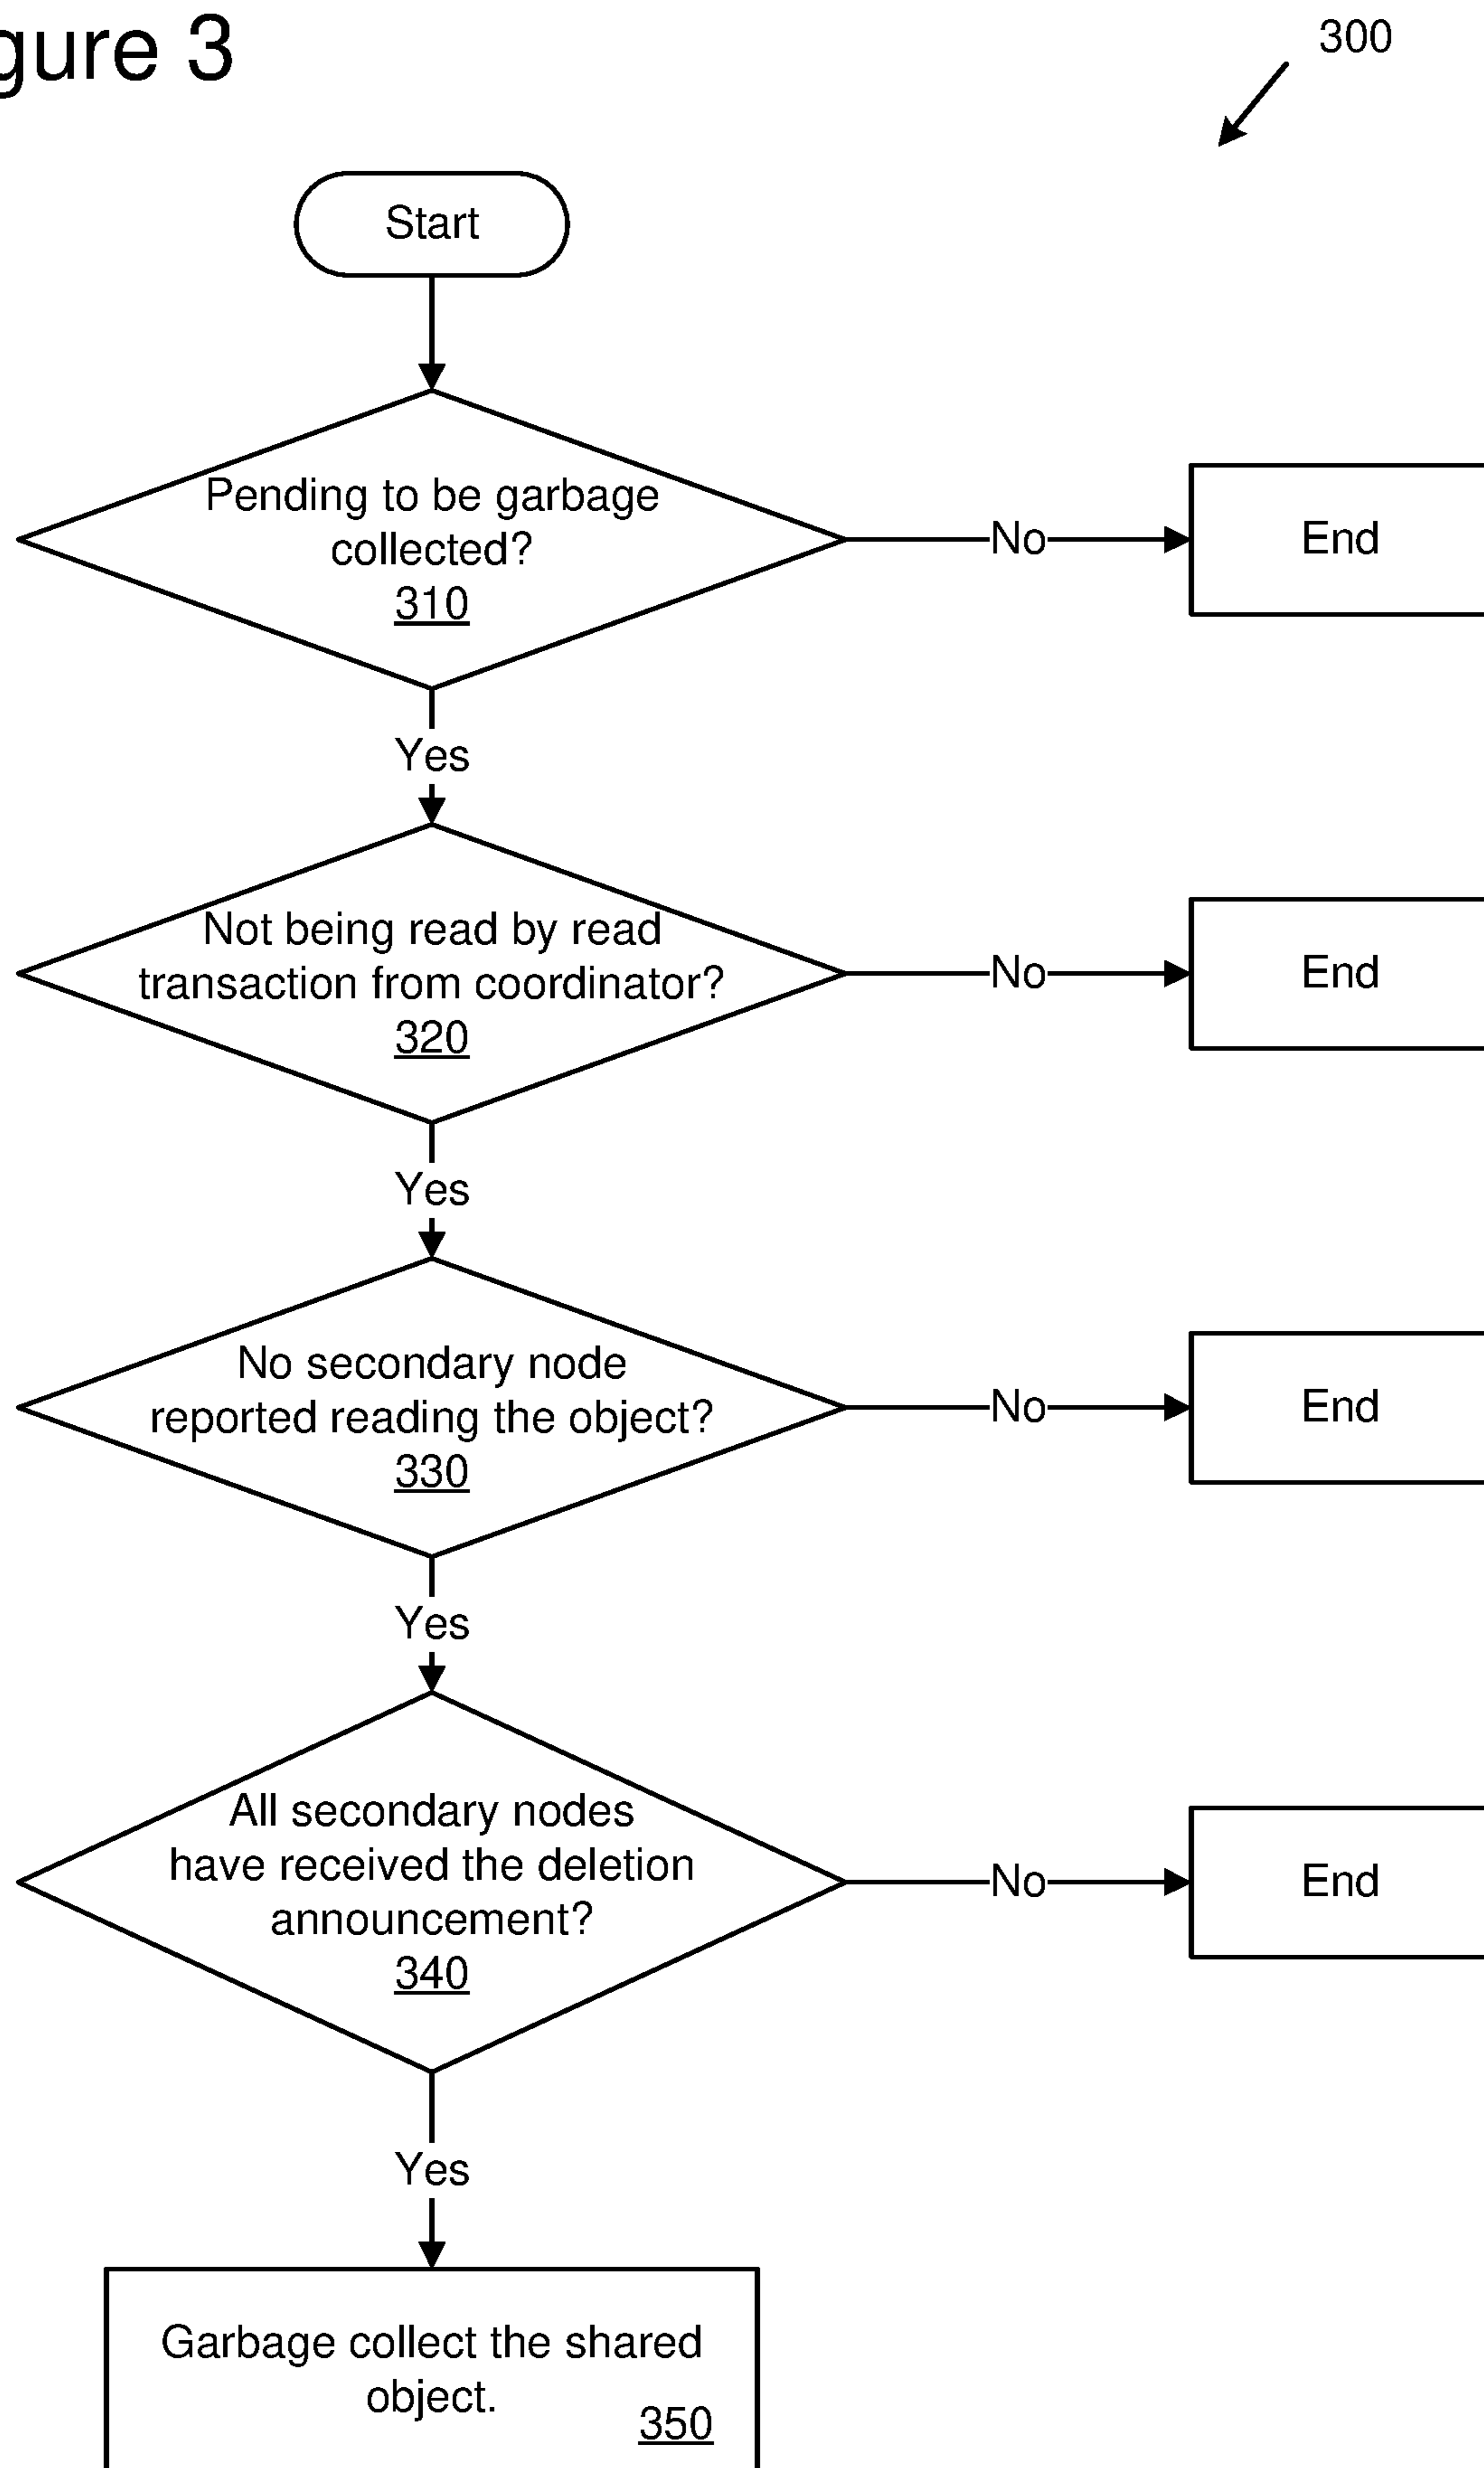 gure 3
300
Start
Pending to be garbage
collected?
310
No
End
Yes
Not being read by read
transaction from coordinator?
320
No
End
Yes
No secondary node
reported reading the object?
330
No
End
Yes
All secondary nodes
have received the deletion
announcement?
340
No
End
Yes
Garbage collect the shared
object.
350